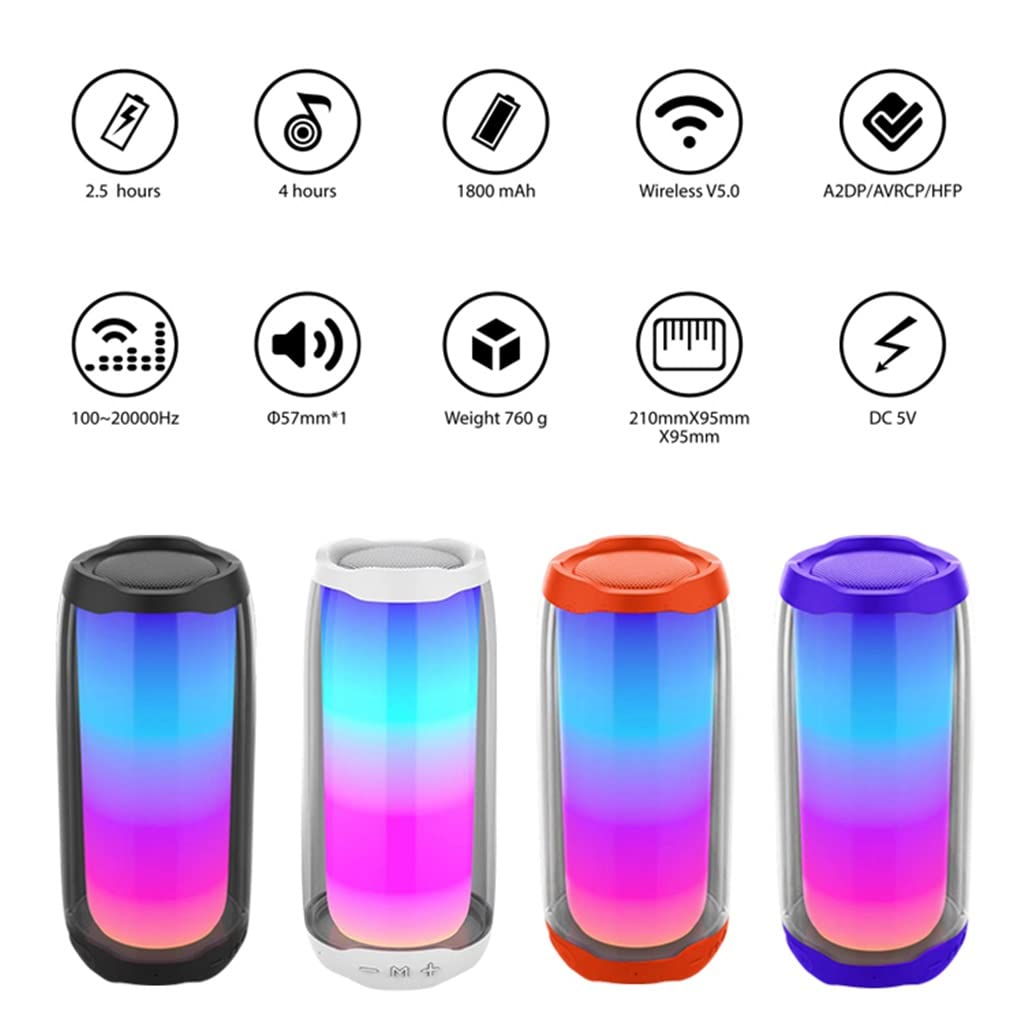 2.5 hours
4 hours
1800 mAh
Wireless V5.0
A2DP/AVRCP/HFP
100~20000Hz
Φ57mm*1
Weight 760 g
210mmX95mm
X95mm
DC 5V
- M +